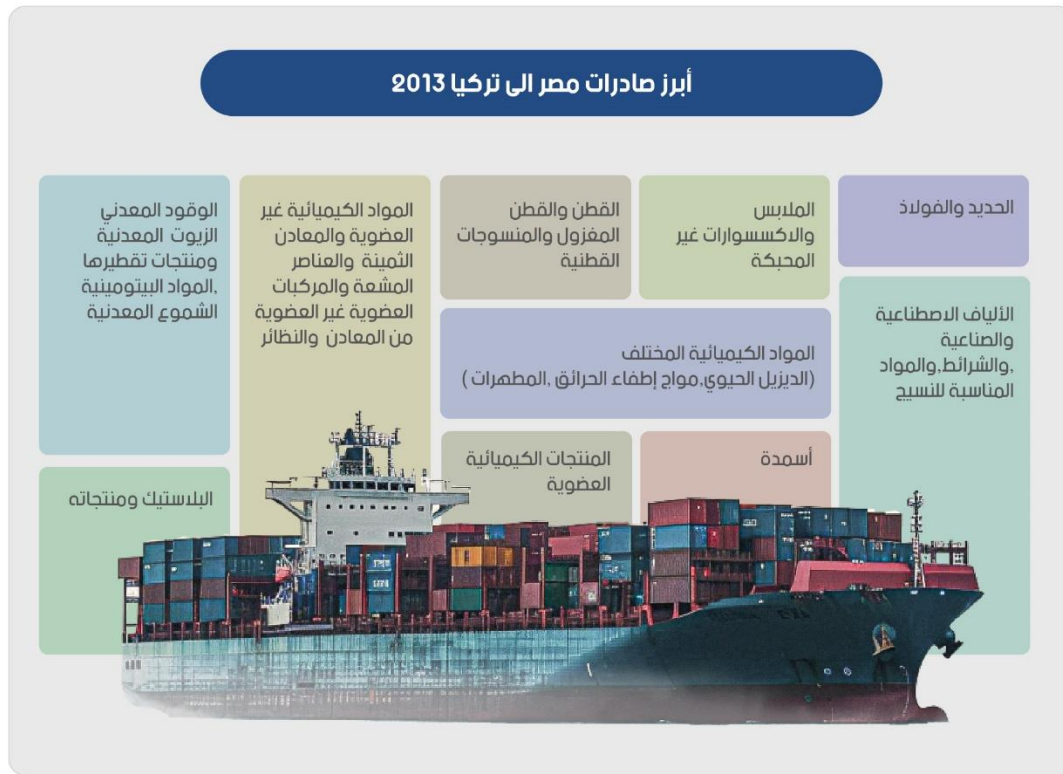 أبرز صادرات مصر الى تركيا 2013
الحديد والفولاذ
الملابس
والاكسسوارات غير
المحبكة
القطن والقطن
المغزول والمنسوجات
القطنية
المواد الكيميائية غير
العضوية والمعادن
الثمينة والعناصر
المشعة والمركبات
العضوية غير العضوية
من المعادن والنظائر
الوقود المعدني
الزيوت المعدنية
ومنتجات تقطيرها
,المواد البيتومينية
الشموع المعدنية
الألياف الاصطناعية
والصناعية
,والشرائط,والمواد
المناسبة للنسيج
المواد الكيميائية المختلف
(الديزيل الحيوي,مواج إطفاء الحرائق ,المطهرات )
أسمدة
المنتجات الكيميائية
العضوية
البلاستيك ومنتجاته